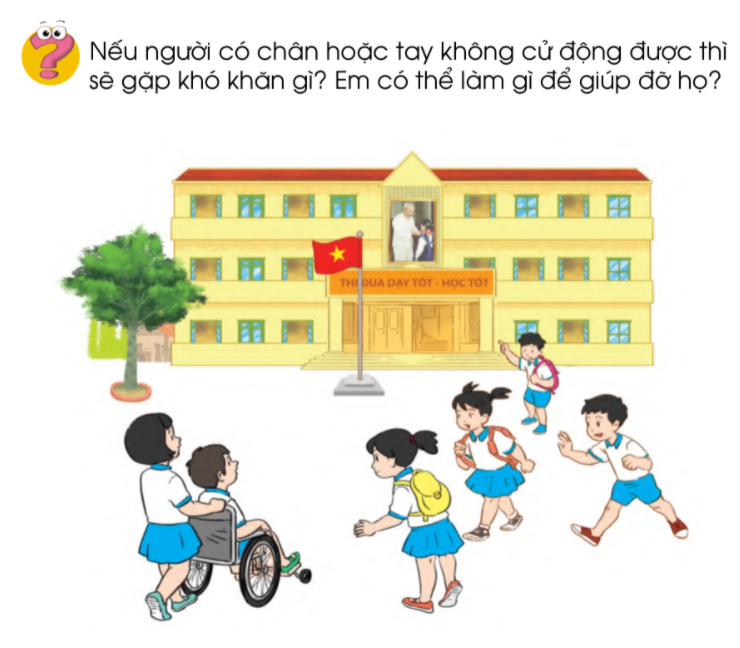 Nếu người có chân hoặc tay không cử động được thì
sẽ gặp khó khăn gì? Em có thể làm gì để giúp đỡ họ?
THI ĐUA DẠY TỐT - HỌC TỐT